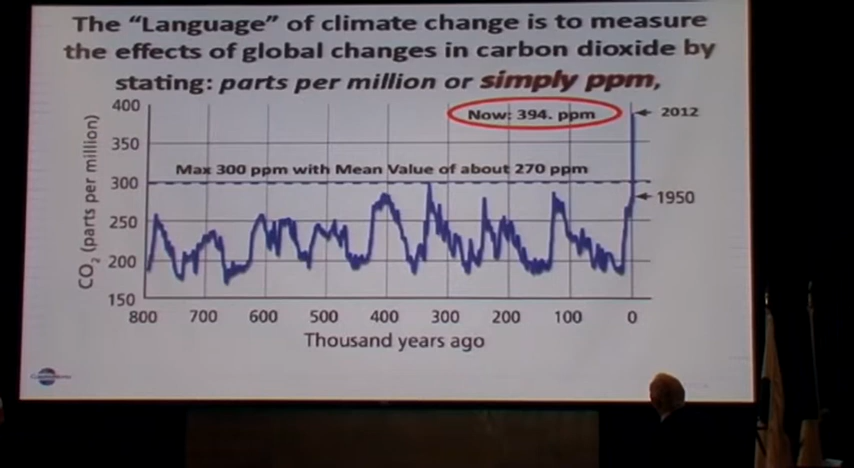 The “Language” of climate change is to measure
the effects of global changes in carbon dioxide by
stating: parts per million or simply ppm,
400
Now: 394. ppm
2012
350
Max 300 ppm with Mean Value of about 270 ppm
300
1950
250
200
150
CO2 (parts per million)
800 700 600 500 400 300 200 100 0
Thousand years ago